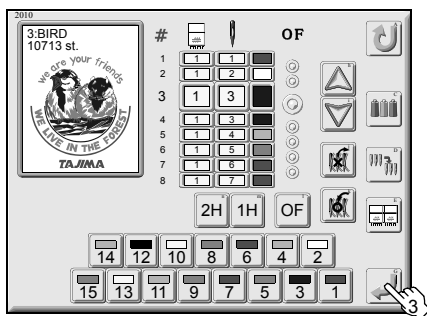 2010
3:BIRD
10713 st.
we are your friends
WE LIVE IN THE FOREST
TAJIMA
# OF
1 1 1
2 1 2
3 1 3
4 1 3
5 1 4
6 1 5
7 1 6
8 1 7
2H 1H OF
14 12 10 8 6 4 2
15 13 11 9 7 5 3 1
3